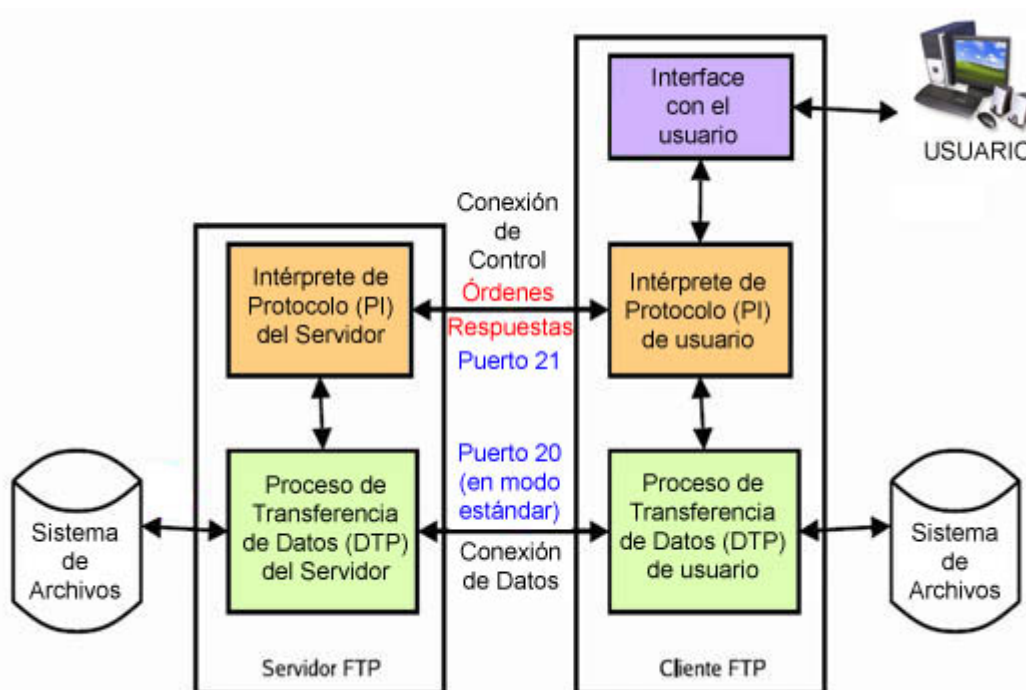 Interface
con el
usuario
USUARIO
Conexión
de
Control
Órdenes
Respuestas
Puerto 21
Intérprete de
Protocolo (PI)
del Servidor
Intérprete de
Protocolo (PI)
de usuario
Puerto 20
(en modo
estándar)
Conexión
de Datos
Sistema
de
Archivos
Proceso de
Transferencia
de Datos (DTP)
del Servidor
Proceso de
Transferencia
de Datos (DTP)
de usuario
Sistema
de
Archivos
Servidor FTP
Cliente FTP